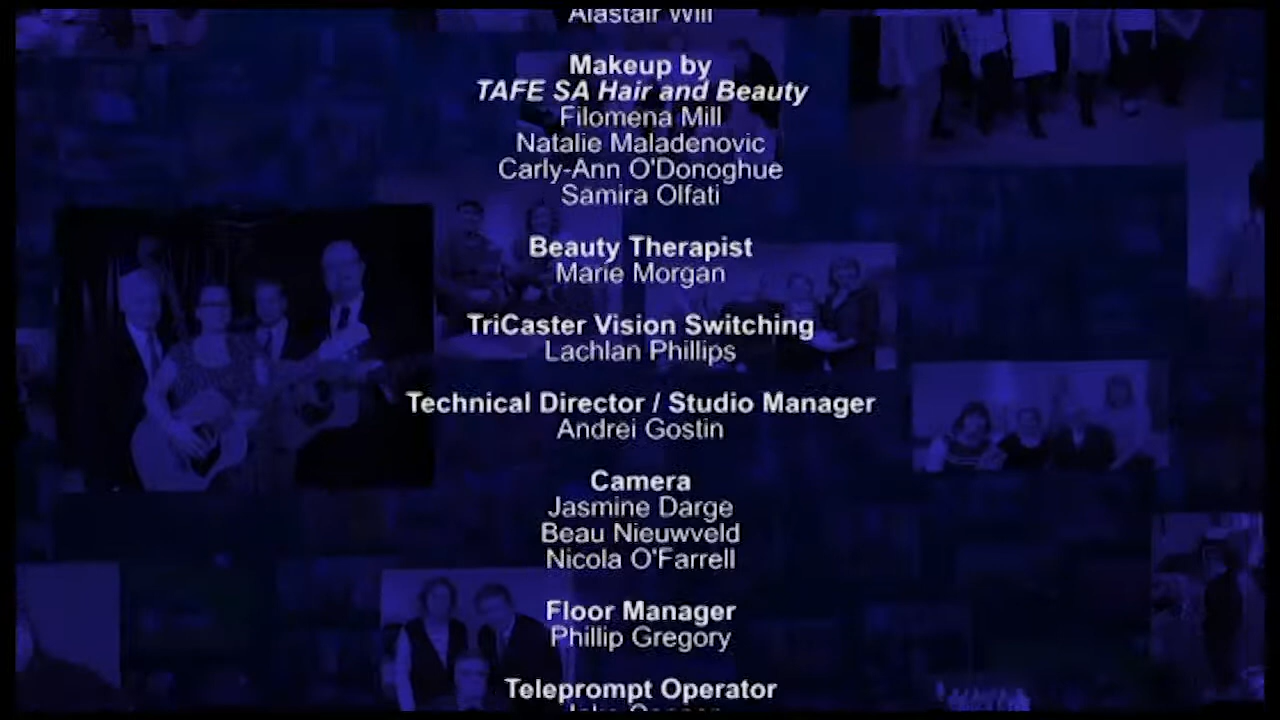 Alastair Will
Makeup by
TAFE SA Hair and Beauty
Filomena Mill
Natalie Maladenovic
Carly-Ann O'Donoghue
Samira Olfati
Beauty Therapist
Marie Morgan
TriCaster Vision Switching
Lachlan Phillips
Technical Director / Studio Manager
Andrei Gostin
Camera
Jasmine Darge
Beau Nieuwveld
Nicola O'Farrell
Floor Manager
Phillip Gregory
Teleprompt Operator